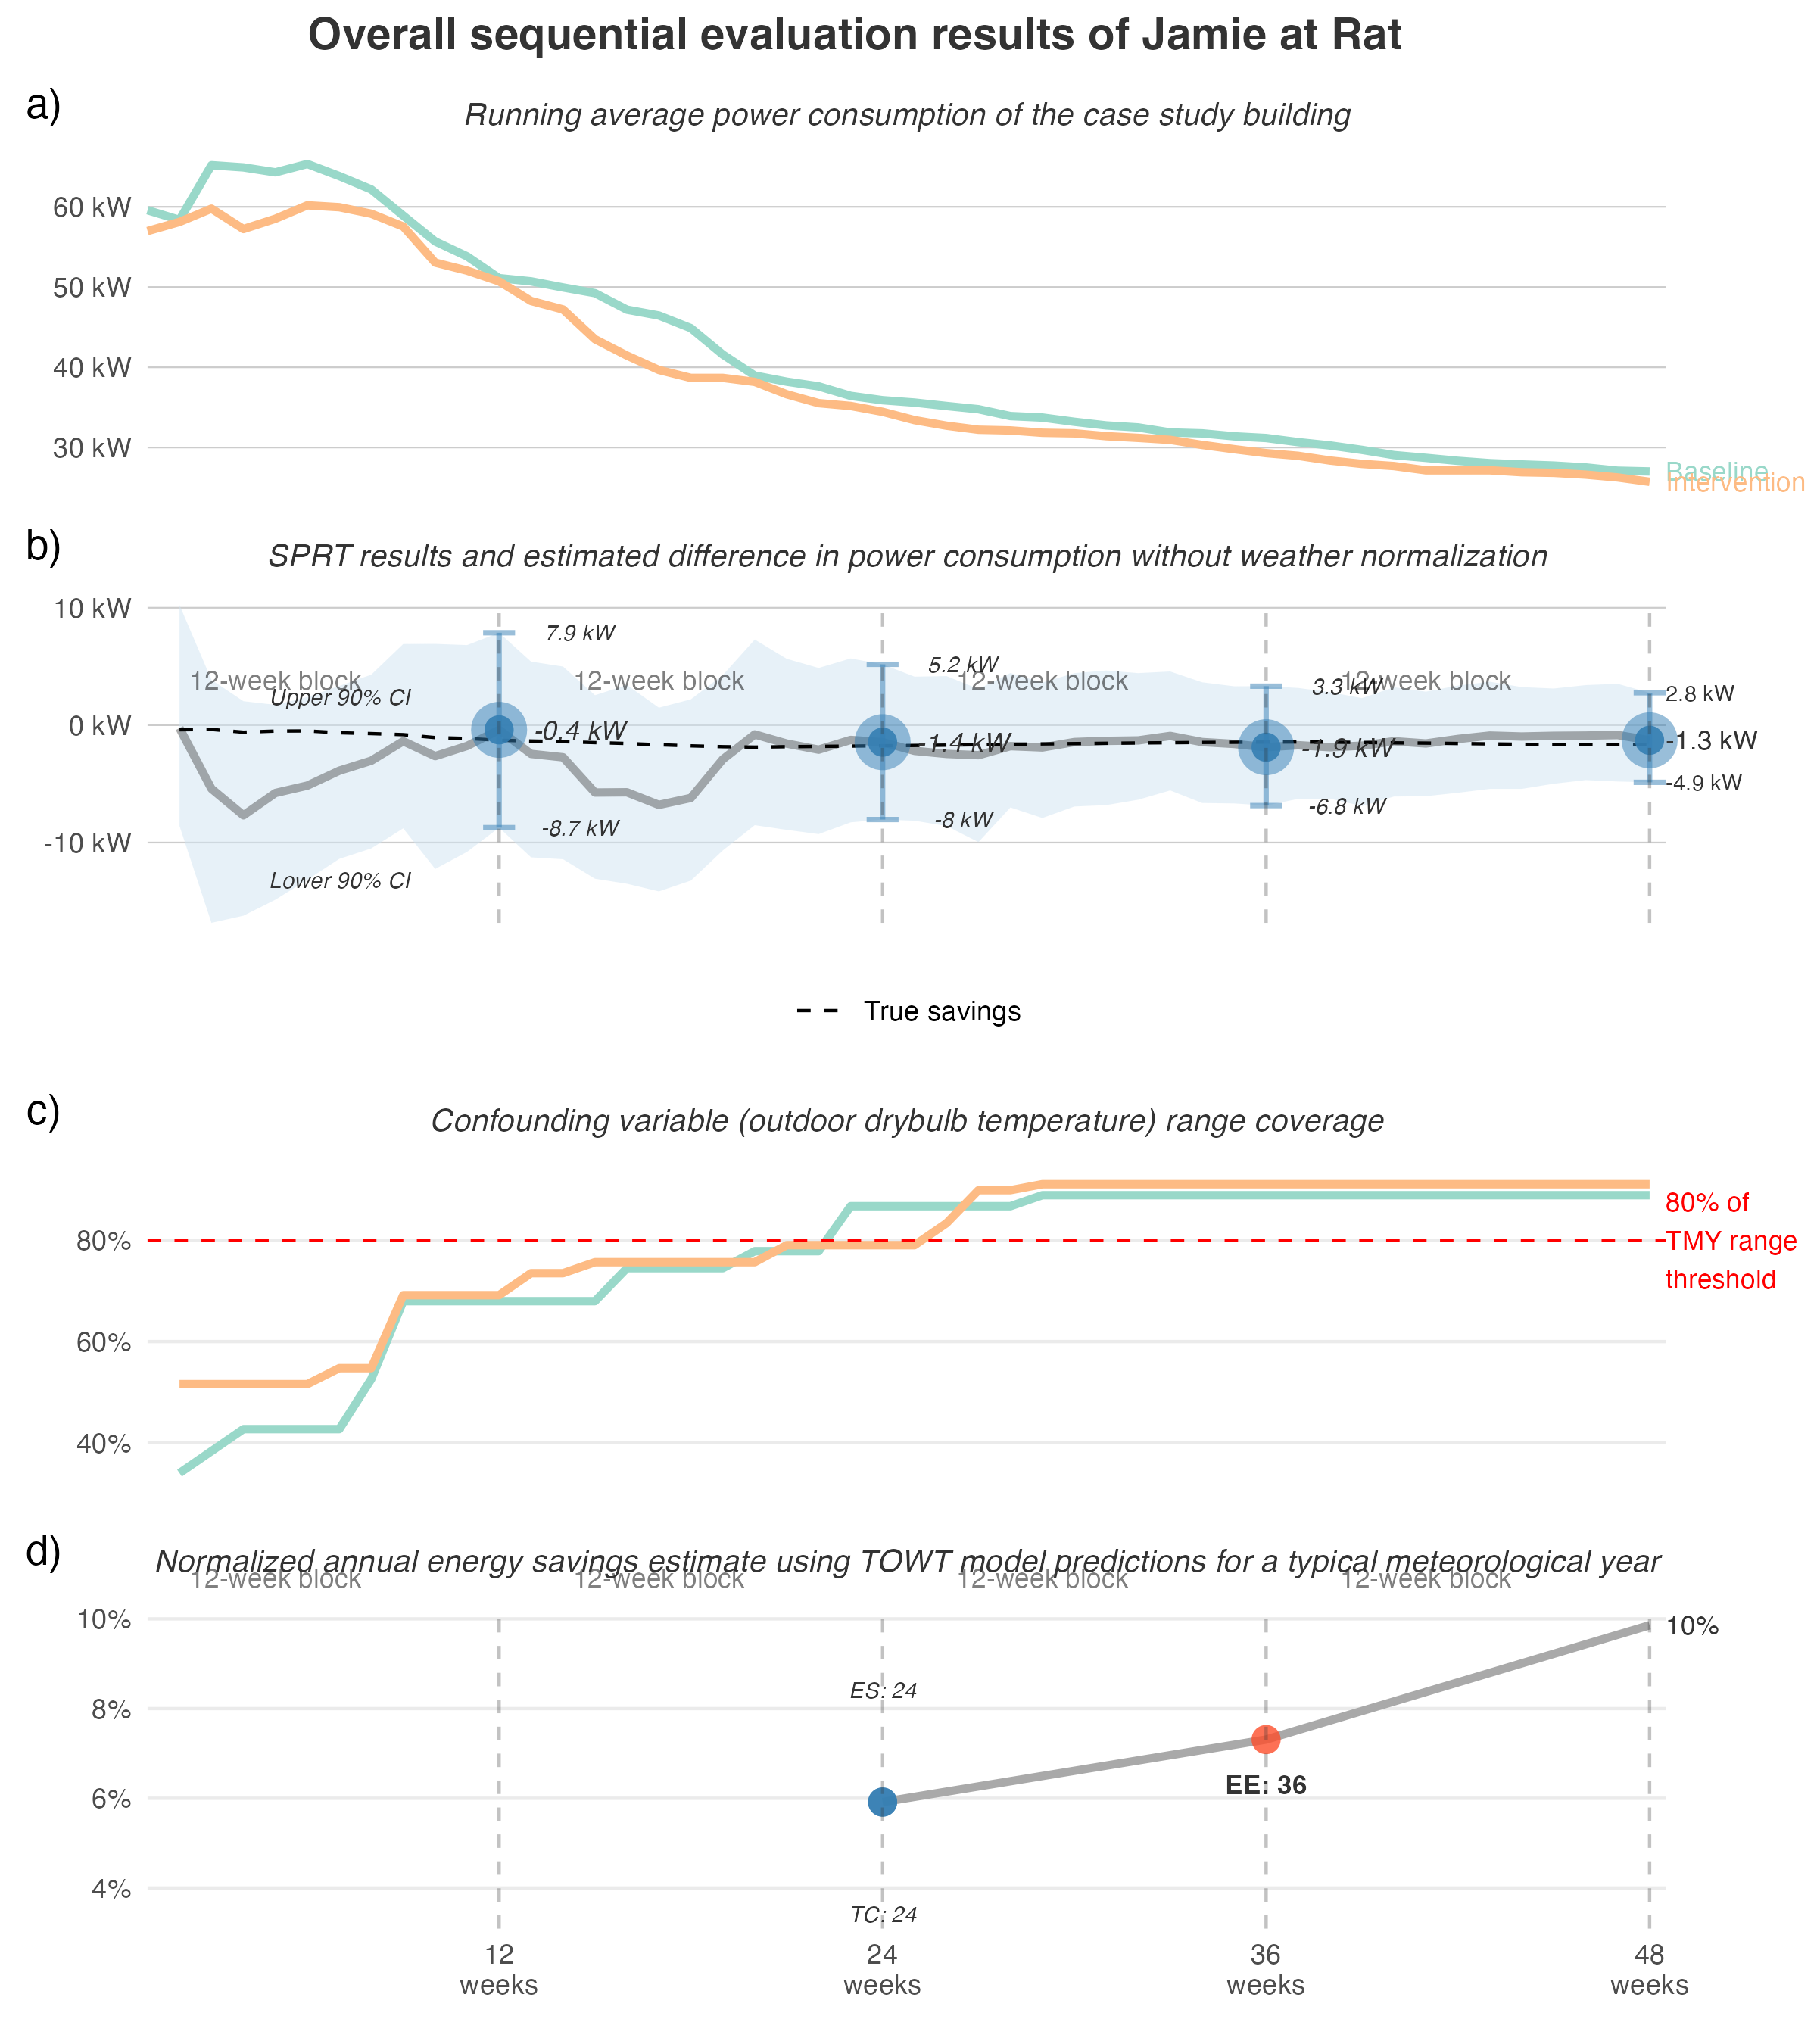 Overall sequential evaluation results of Jamie at Rat
a)
Running average power consumption of the case study building
60 kW
50 kW
40 kW
30 kW
Baseline
Intervention
b)
SPRT results and estimated difference in power consumption without weather normalization
10 kW
0 kW
-10 kW
12-week block
12-week block
12-week block
12-week block
Upper 90% CI
Lower 90% CI
7.9 kW
-0.4 kW
-8.7 kW
5.2 kW
-1.4 kW
-8 kW
3.3 kW
-1.9 kW
-6.8 kW
2.8 kW
-1.3 kW
-4.9 kW
True savings
c)
Confounding variable (outdoor drybulb temperature) range coverage
80%
60%
40%
80% of
TMY range
threshold
d)
Normalized annual energy savings estimate using TOWT model predictions for a typical meteorological year
12-week block
12-week block
12-week block
12-week block
10%
8%
6%
4%
ES: 24
TC: 24
EE: 36
10%
12
weeks
24
weeks
36
weeks
48
weeks